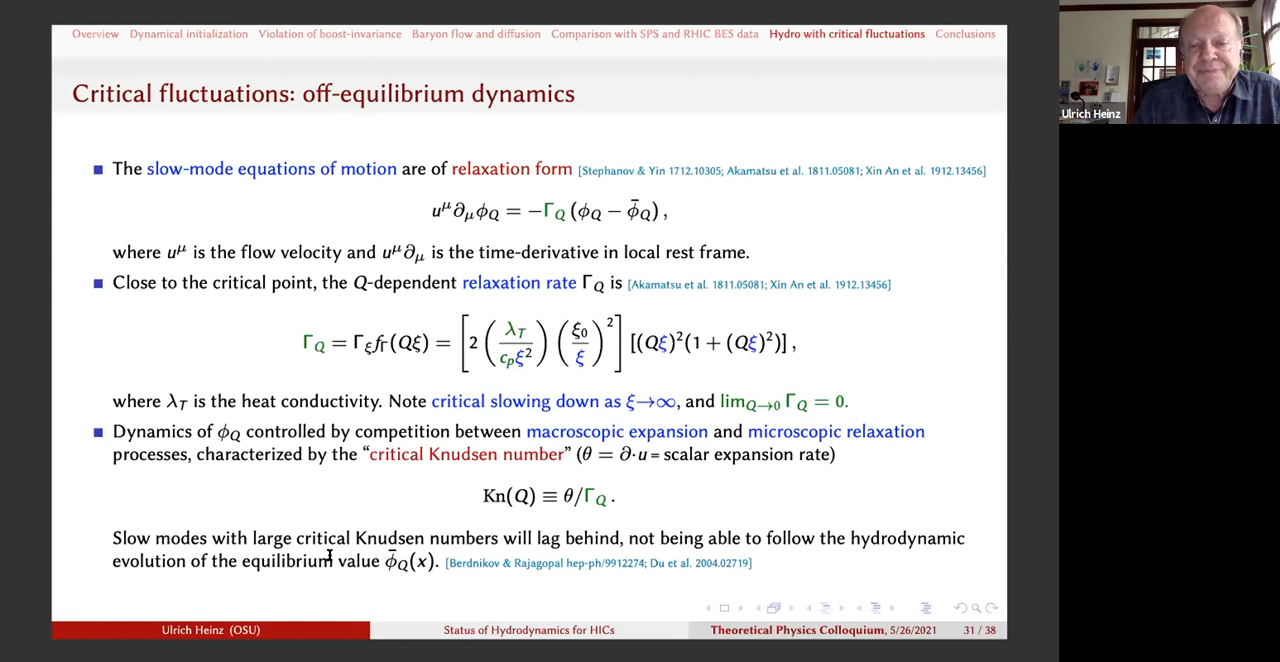 Overview Dynamical initialization Violation of boost-invariance Baryon flow and diffusion Comparison with SPS and RHIC BES data Hydro with critical fluctuations Conclusions
Critical fluctuations: off-equilibrium dynamics
The slow-mode equations of motion are of relaxation form [Stephanov & Yin 1712.10305; Akamatsu et al. 1811.05081; Xin An et al. 1912.13456]
u^μ ∂_μ ϕ_Q = −Γ_Q (ϕ_Q − ϕ̄_Q) ,
where u^μ is the flow velocity and u^μ ∂_μ is the time-derivative in local rest frame.
Close to the critical point, the Q-dependent relaxation rate Γ_Q is [Akamatsu et al. 1811.05081; Xin An et al. 1912.13456]
Γ_Q = Γ_ξ f_Γ(Qξ) = [2 (λ_T / c_p ξ²) (ξ₀ / ξ)²] [(Qξ)²(1 + (Qξ)²)] ,
where λ_T is the heat conductivity. Note critical slowing down as ξ→∞, and lim_{Q→0} Γ_Q = 0.
Dynamics of ϕ_Q controlled by competition between macroscopic expansion and microscopic relaxation
processes, characterized by the “critical Knudsen number” (θ = ∂·u = scalar expansion rate)
Kn(Q) ≡ θ/Γ_Q .
Slow modes with large critical Knudsen numbers will lag behind, not being able to follow the hydrodynamic
evolution of the equilibrium value ϕ̄_Q(x). [Berdnikov & Rajagopal hep-ph/9912274; Du et al. 2004.02719]
Ulrich Heinz (OSU) Status of Hydrodynamics for HICs Theoretical Physics Colloquium, 5/26/2021 31 / 38
Ulrich Heinz